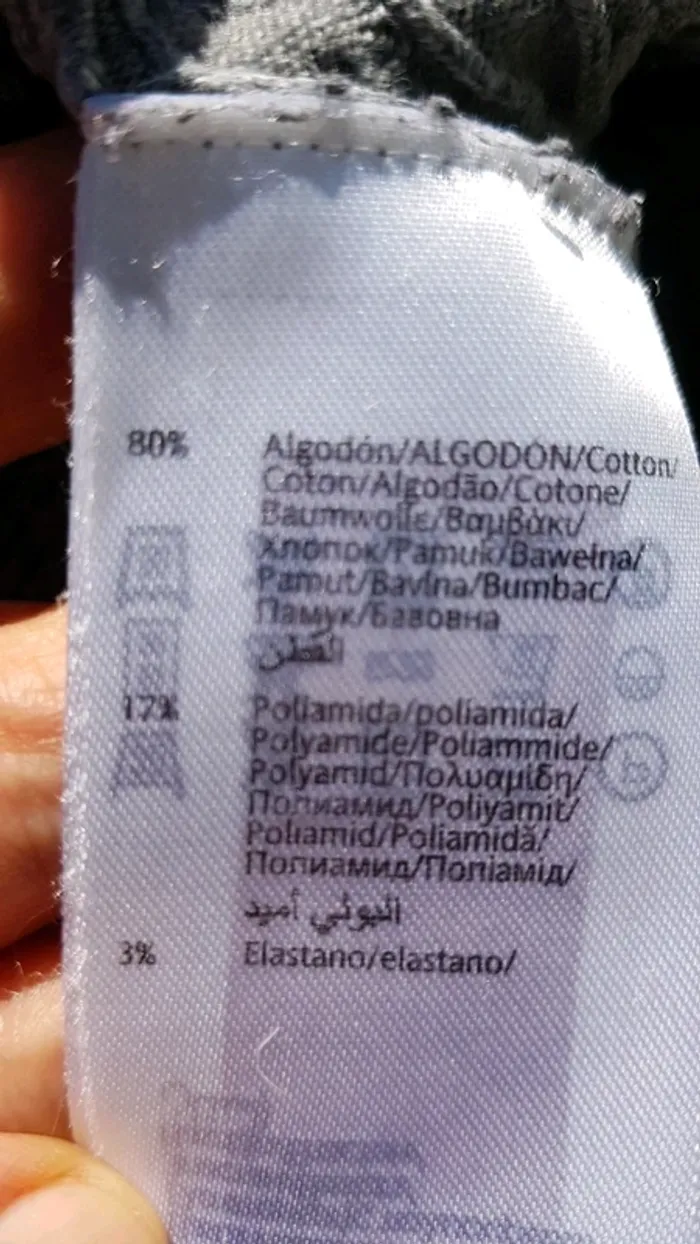 80% Algodón/ALGODÓN/Cotton/
Coton/Algodão/Cotone/
Baumwolle/Βαμβάκι/
Хлопок/Pamuk/Bawełna/
Pamut/Bavlna/Bumbac/
Памук/Бавовна
القطن
17% Poliamida/poliamida/
Polyamide/Poliammide/
Polyamid/Πολυαμίδη/
Полиамид/Poliyamit/
Poliamid/Poliamidă/
Полиамид/Поліамід/
البولي أميد
3% Elastano/elastano/